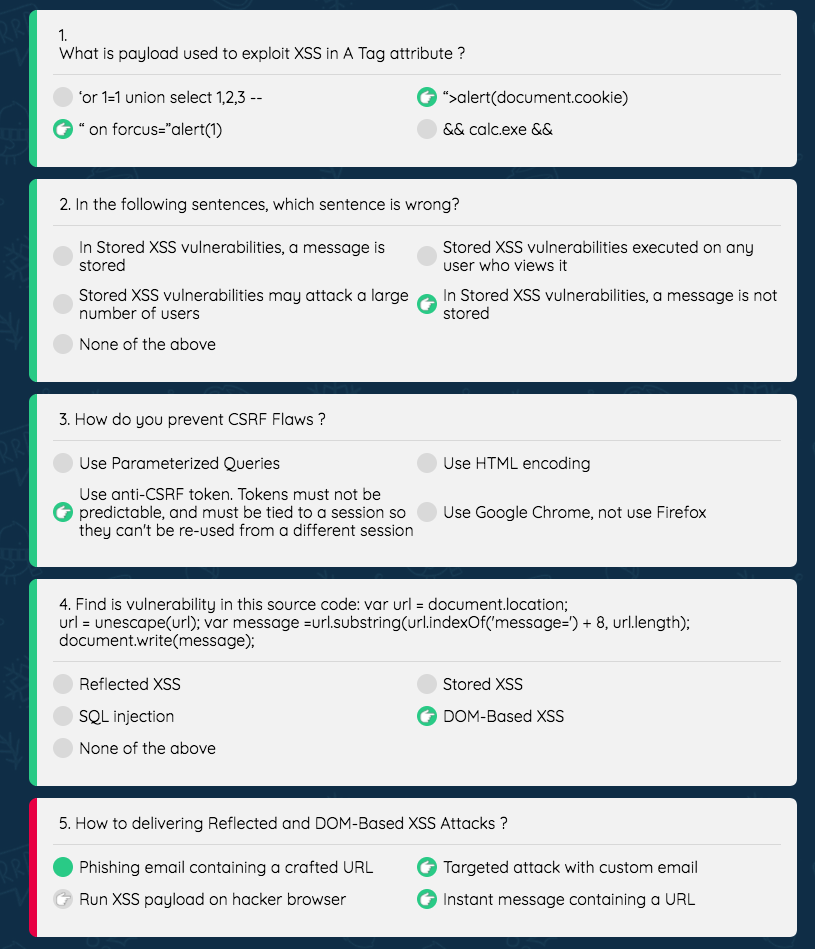 1.
What is payload used to exploit XSS in A Tag attribute ?
‘or 1=1 union select 1,2,3 --
“>alert(document.cookie)
“ on forcus=”alert(1)
&& calc.exe &&
2. In the following sentences, which sentence is wrong?
In Stored XSS vulnerabilities, a message is
stored
Stored XSS vulnerabilities executed on any
user who views it
Stored XSS vulnerabilities may attack a large
number of users
In Stored XSS vulnerabilities, a message is not
stored
None of the above
3. How do you prevent CSRF Flaws ?
Use Parameterized Queries
Use HTML encoding
Use anti-CSRF token. Tokens must not be
predictable, and must be tied to a session so
they can't be re-used from a different session
Use Google Chrome, not use Firefox
4. Find is vulnerability in this source code: var url = document.location;
url = unescape(url); var message =url.substring(url.indexOf('message=') + 8, url.length);
document.write(message);
Reflected XSS
Stored XSS
SQL injection
DOM-Based XSS
None of the above
5. How to delivering Reflected and DOM-Based XSS Attacks ?
Phishing email containing a crafted URL
Targeted attack with custom email
Run XSS payload on hacker browser
Instant message containing a URL